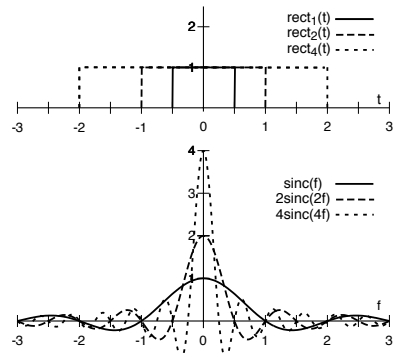 rect₁(t)
rect₂(t)
rect₄(t)
2
1
t
-3 -2 -1 0 1 2 3
4
3
2
1
sinc(f)
2sinc(2f)
4sinc(4f)
f
-3 -2 -1 0 1 2 3